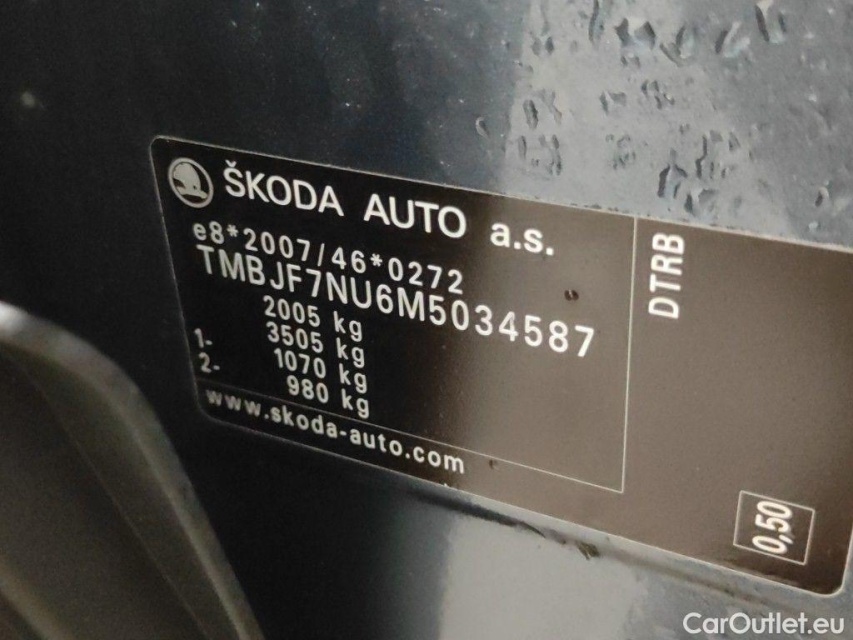 ŠKODA AUTO a.s.
e8*2007/46*0272
TMBJF7NU6M5034587
2005 kg
3505 kg
1- 1070 kg
2- 980 kg
www.skoda-auto.com
DTRB
0,50
CarOutlet.eu